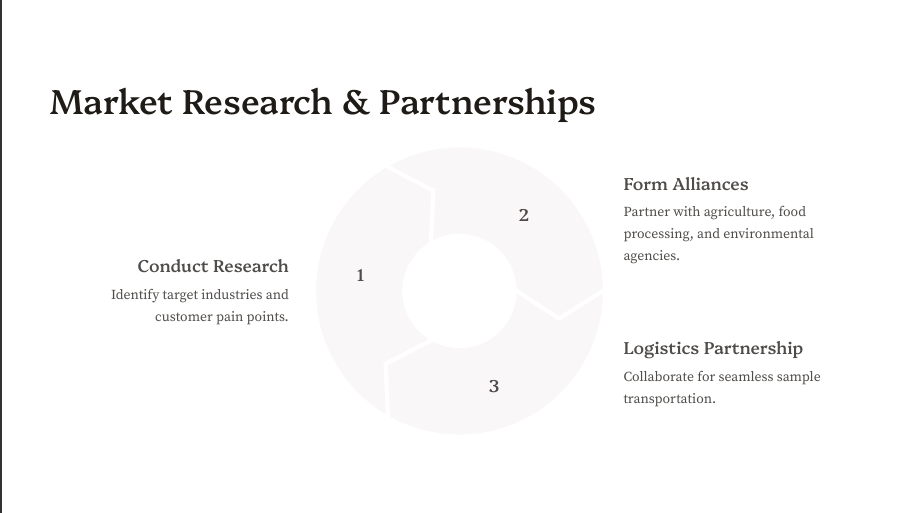 Market Research & Partnerships
1
Conduct Research
Identify target industries and
customer pain points.
2
Form Alliances
Partner with agriculture, food
processing, and environmental
agencies.
3
Logistics Partnership
Collaborate for seamless sample
transportation.